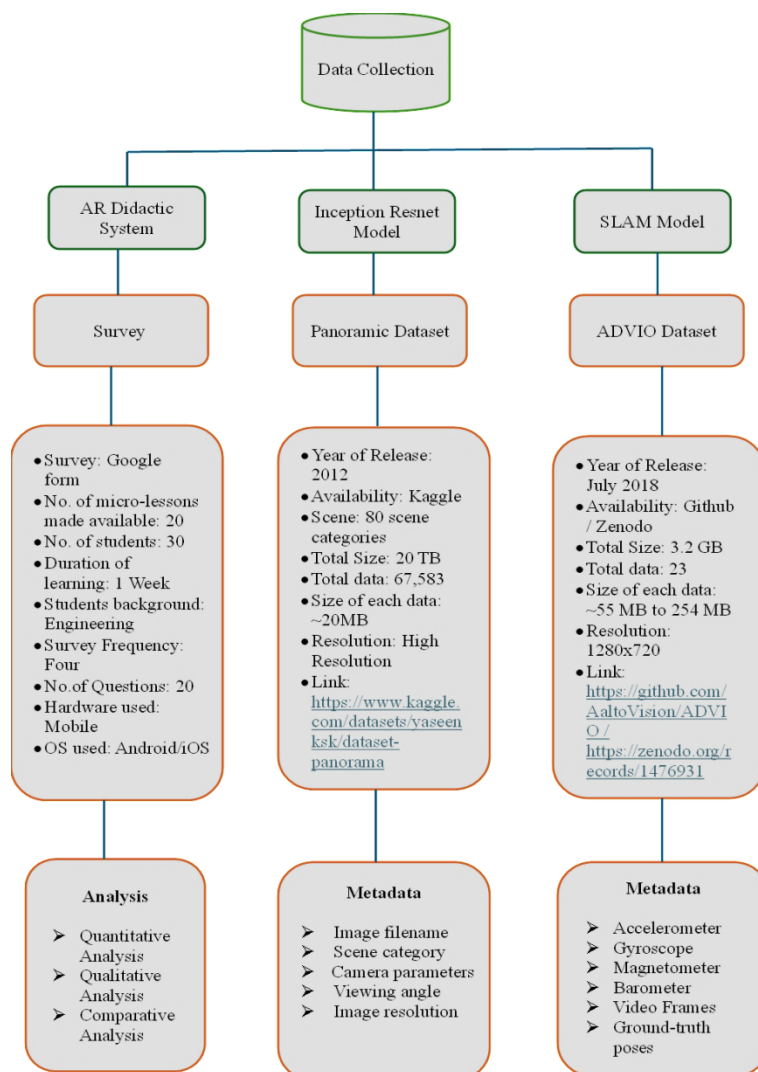 Data Collection
AR Didactic
System
Inception Resnet
Model
SLAM Model
Survey
Panoramic Dataset
ADVIO Dataset
●Survey: Google
form
●No. of micro-lessons
made available: 20
●No. of students: 30
●Duration of
learning: 1 Week
●Students background:
Engineering
●Survey Frequency:
Four
●No.of Questions: 20
●Hardware used:
Mobile
●OS used: Android/iOS
●Year of Release:
2012
●Availability: Kaggle
●Scene: 80 scene
categories
●Total Size: 20 TB
●Total data: 67,583
●Size of each data:
~20MB
●Resolution: High
Resolution
●Link:
https://www.kaggle.
com/datasets/yaseen
ksk/dataset-
panorama
●Year of Release:
July 2018
●Availability: Github
/ Zenodo
●Total Size: 3.2 GB
●Total data: 23
●Size of each data:
~55 MB to 254 MB
●Resolution:
1280x720
●Link:
https://github.com/
AaltoVision/ADVI
O /
https://zenodo.org/r
ecords/1476931
Analysis
➢ Quantitative
Analysis
➢ Qualitative
Analysis
➢ Comparative
Analysis
Metadata
➢ Image filename
➢ Scene category
➢ Camera parameters
➢ Viewing angle
➢ Image resolution
Metadata
➢ Accelerometer
➢ Gyroscope
➢ Magnetometer
➢ Barometer
➢ Video Frames
➢ Ground-truth
poses